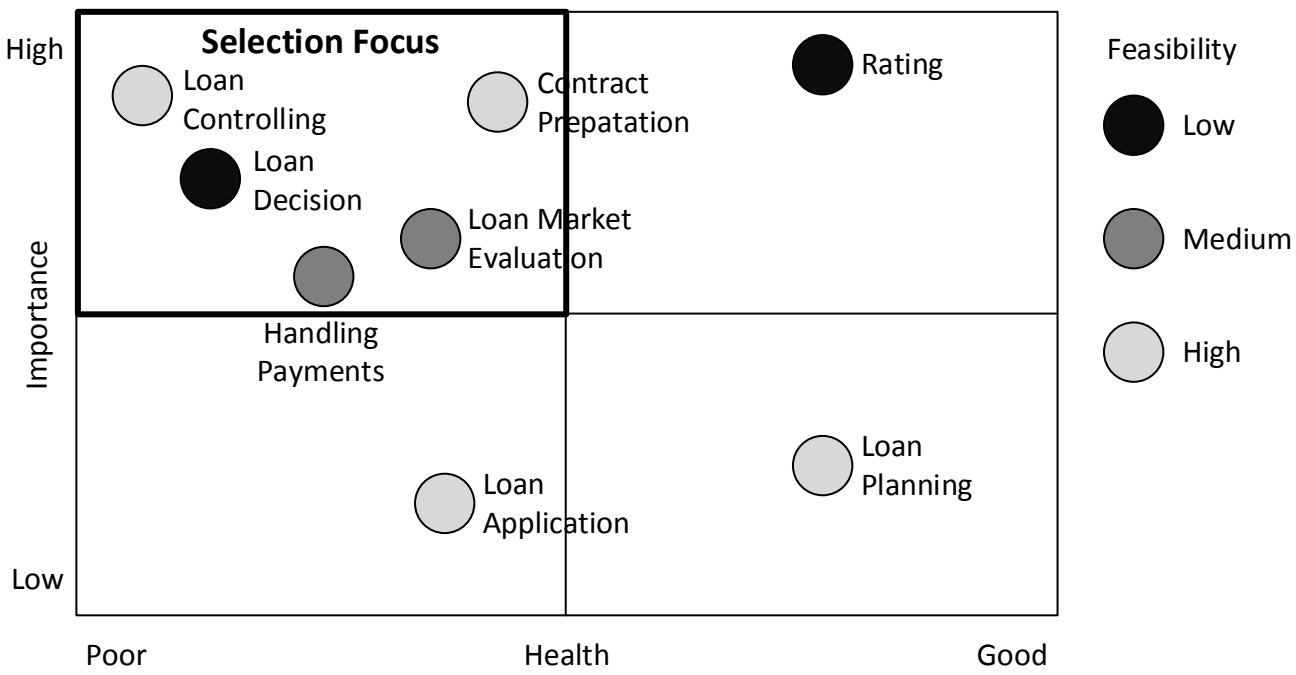 High
Selection Focus
Loan
Controlling
Contract
Prepatation
Rating
Loan
Decision
Loan Market
Evaluation
Handling
Payments
Loan
Application
Loan
Planning
Importance
Low
Poor
Health
Good
Feasibility
Low
Medium
High